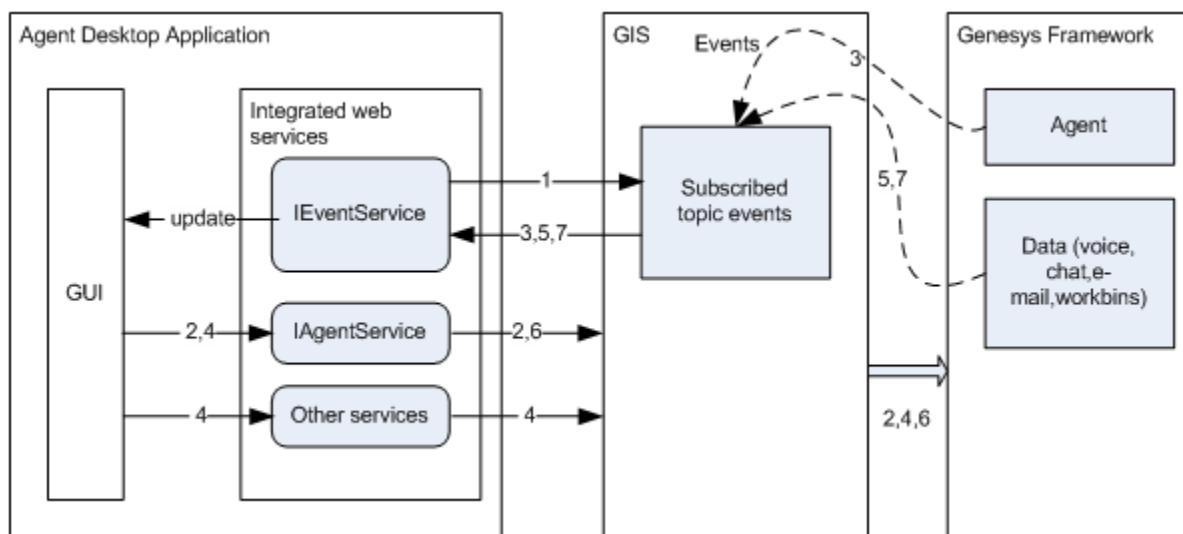 Agent Desktop Application
GUI
Integrated web
services
IEventService
update
IAgentService
2,4
Other services
4
1
3,5,7
2,6
4
GIS
Events
Subscribed
topic events
3
5,7
2,4,6
Genesys Framework
Agent
Data (voice,
chat,e-
mail,workbins)